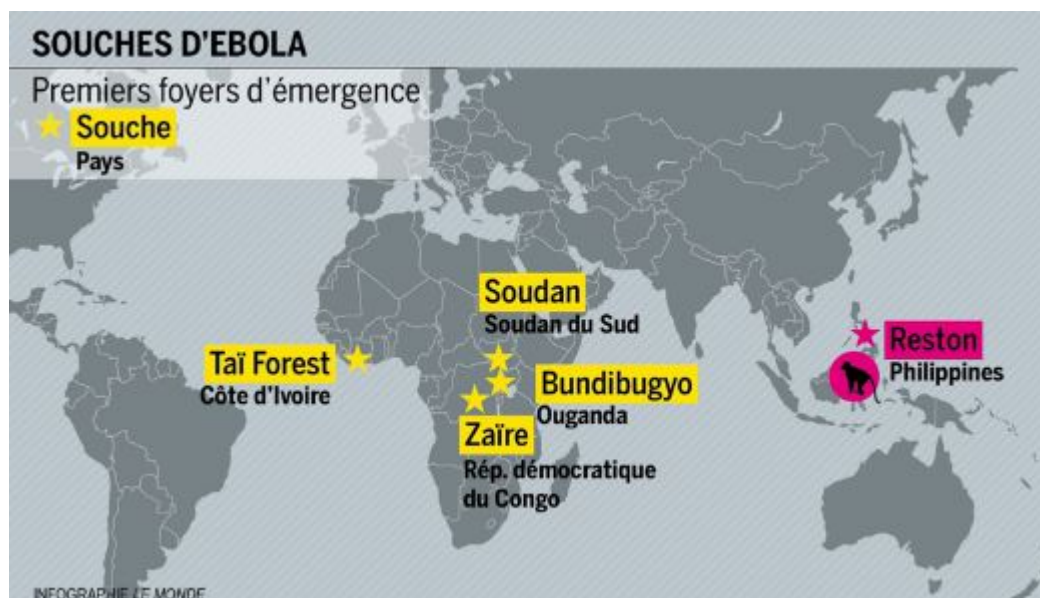 SOUCHES D'EBOLA
Premiers foyers d'émergence
Souche
Pays
Soudan
Soudan du Sud
Taï Forest
Côte d'Ivoire
Bundibugyo
Ouganda
Zaïre
Rép. démocratique
du Congo
Reston
Philippines
INFOGRAPHIE LE MONDE